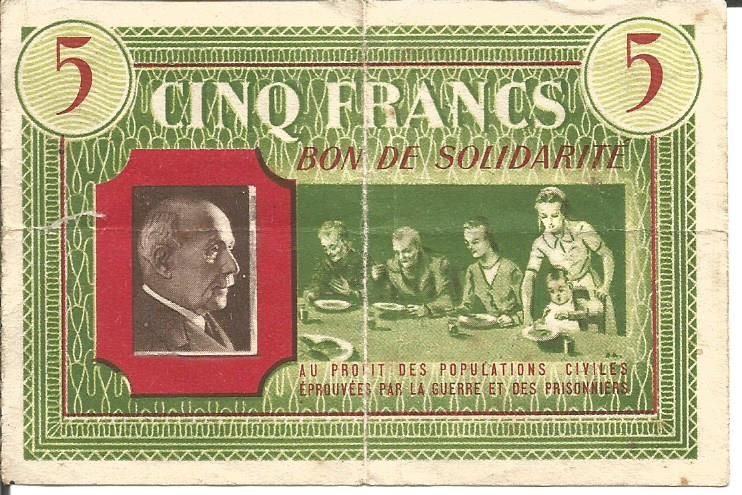 5 5
CINQ FRANCS
BON DE SOLIDARITÉ
AU PROFIT DES POPULATIONS CIVILES
ÉPROUVÉES PAR LA GUERRE ET DES PRISONNIERS